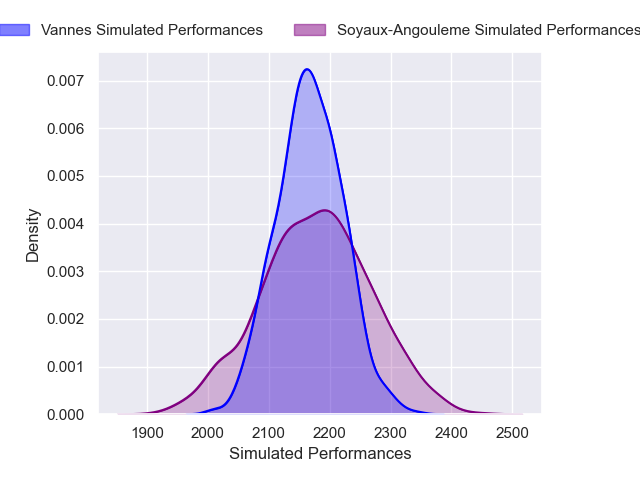 Vannes Simulated Performances
Soyaux-Angouleme Simulated Performances
0.007
0.006
0.005
0.004
0.003
0.002
0.001
0.000
Density
1900 2000 2100 2200 2300 2400 2500
Simulated Performances